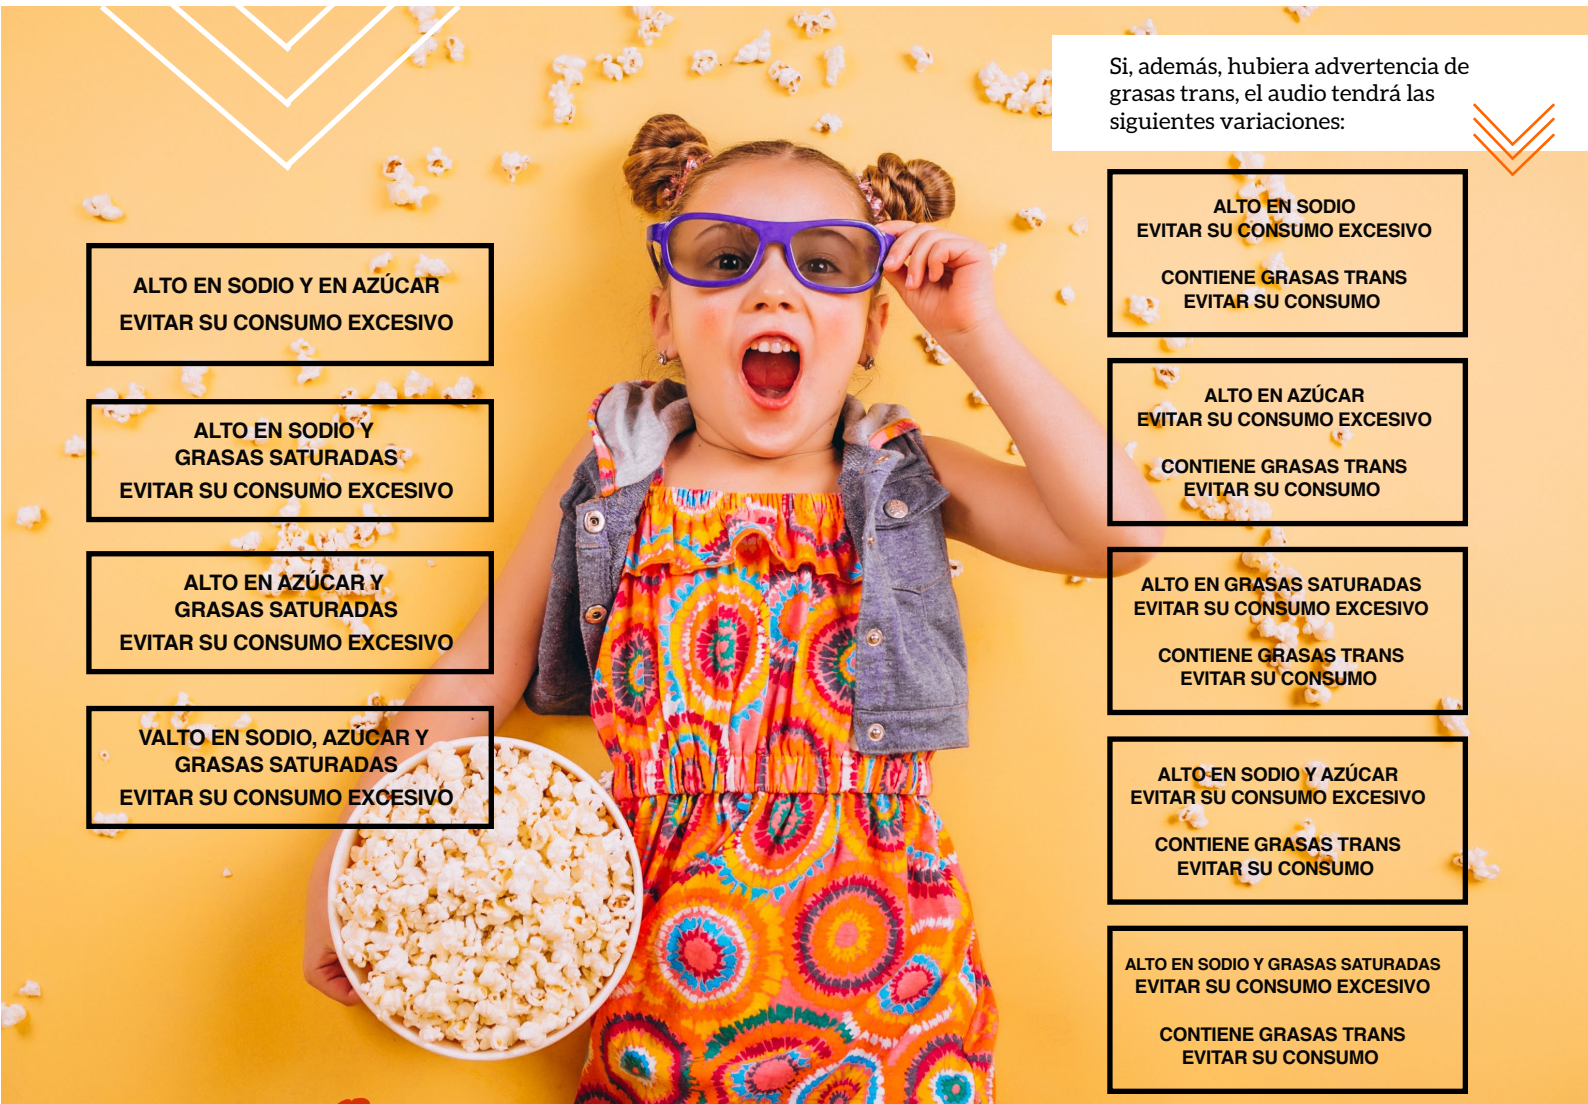 ALTO EN SODIO Y EN AZÚCAR
EVITAR SU CONSUMO EXCESIVO
ALTO EN SODIO Y
GRASAS SATURADAS
EVITAR SU CONSUMO EXCESIVO
ALTO EN AZÚCAR Y
GRASAS SATURADAS
EVITAR SU CONSUMO EXCESIVO
VALTO EN SODIO, AZÚCAR Y
GRASAS SATURADAS
EVITAR SU CONSUMO EXCESIVO
Si, además, hubiera advertencia de
grasas trans, el audio tendrá las
siguientes variaciones:
ALTO EN SODIO
EVITAR SU CONSUMO EXCESIVO
CONTIENE GRASAS TRANS
EVITAR SU CONSUMO
ALTO EN AZÚCAR
EVITAR SU CONSUMO EXCESIVO
CONTIENE GRASAS TRANS
EVITAR SU CONSUMO
ALTO EN GRASAS SATURADAS
EVITAR SU CONSUMO EXCESIVO
CONTIENE GRASAS TRANS
EVITAR SU CONSUMO
ALTO EN SODIO Y AZÚCAR
EVITAR SU CONSUMO EXCESIVO
CONTIENE GRASAS TRANS
EVITAR SU CONSUMO
ALTO EN SODIO Y GRASAS SATURADAS
EVITAR SU CONSUMO EXCESIVO
CONTIENE GRASAS TRANS
EVITAR SU CONSUMO